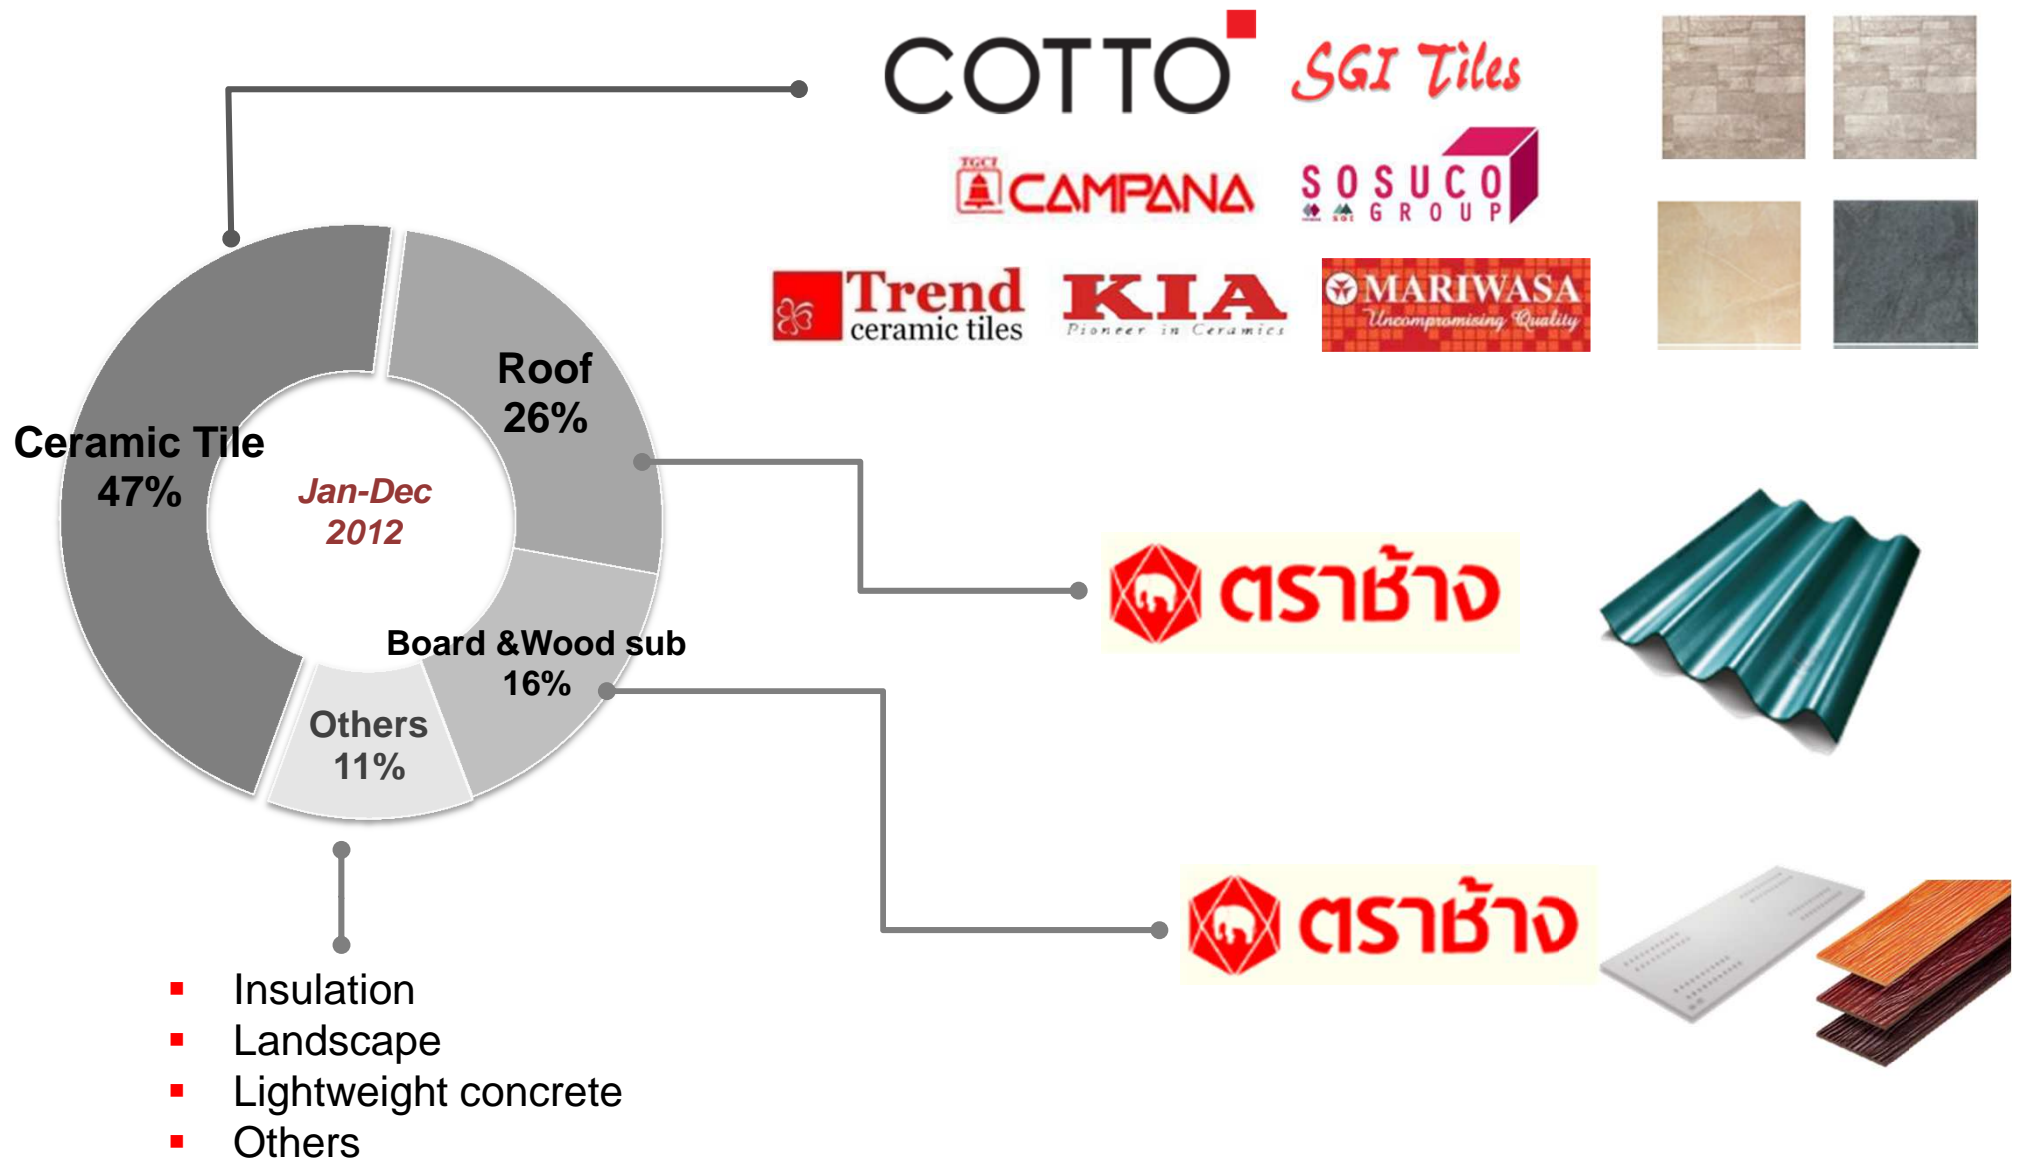 COTTO
SGI Tiles
TGCI
CAMPANA
SOSUCO
SGI GROUP
Trend
ceramic tiles
KIA
Pioneer in Ceramics
MARIWASA
Uncompromising Quality
Roof
26%
Ceramic Tile
47%
Jan-Dec
2012
ตราช้าง
Board &Wood sub
16%
Others
11%
ตราช้าง
Insulation
Landscape
Lightweight concrete
Others